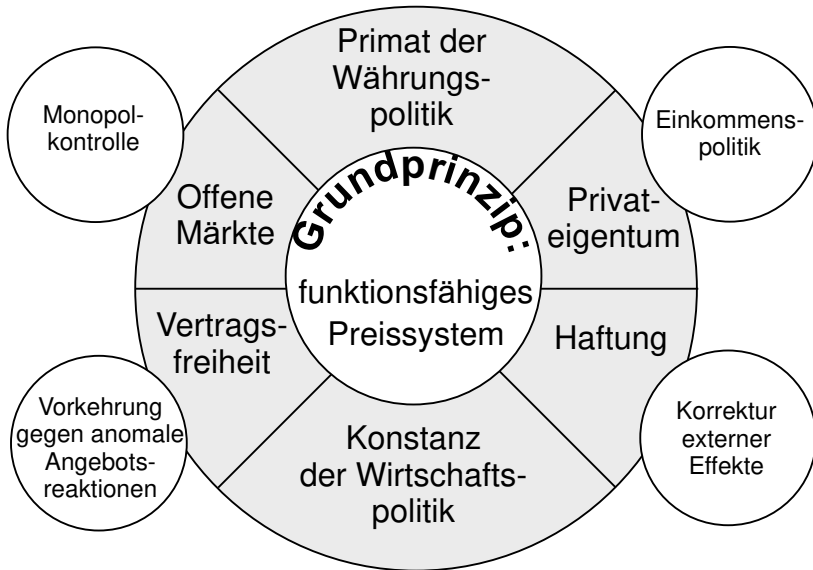 Primat der
Währungs-
politik
Monopol-
kontrolle
Einkommens-
politik
Offene
Märkte
Grundprinzip:
funktionsfähiges
Preissystem
Privat-
eigentum
Vertrags-
freiheit
Haftung
Vorkehrung
gegen anomale
Angebots-
reaktionen
Konstanz
der Wirtschafts-
politik
Korrektur
externer
Effekte